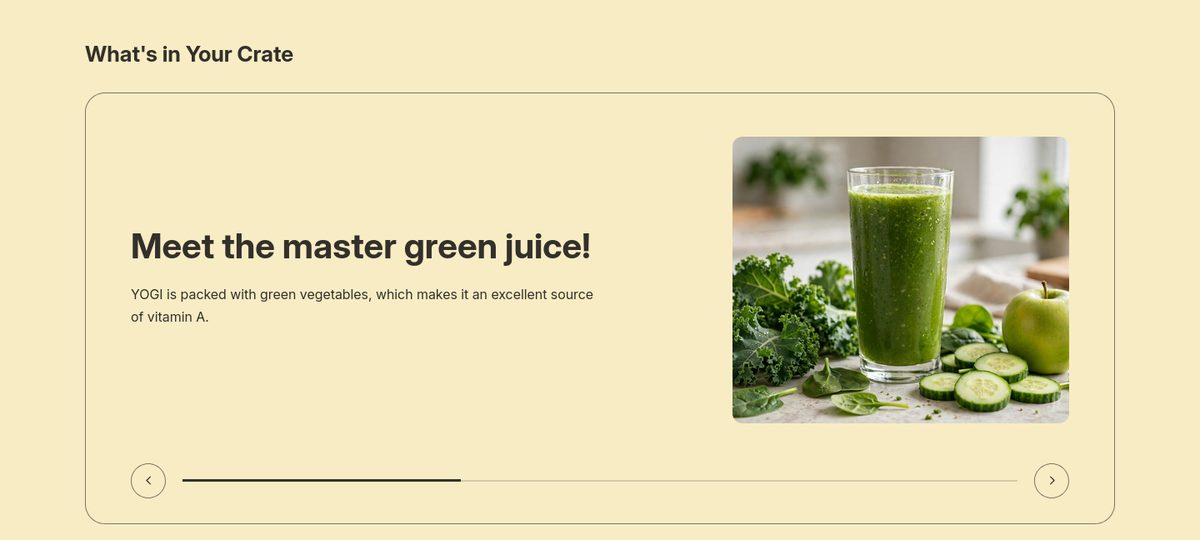 What's in Your Crate
Meet the master green juice!
YOGI is packed with green vegetables, which makes it an excellent source
of vitamin A.